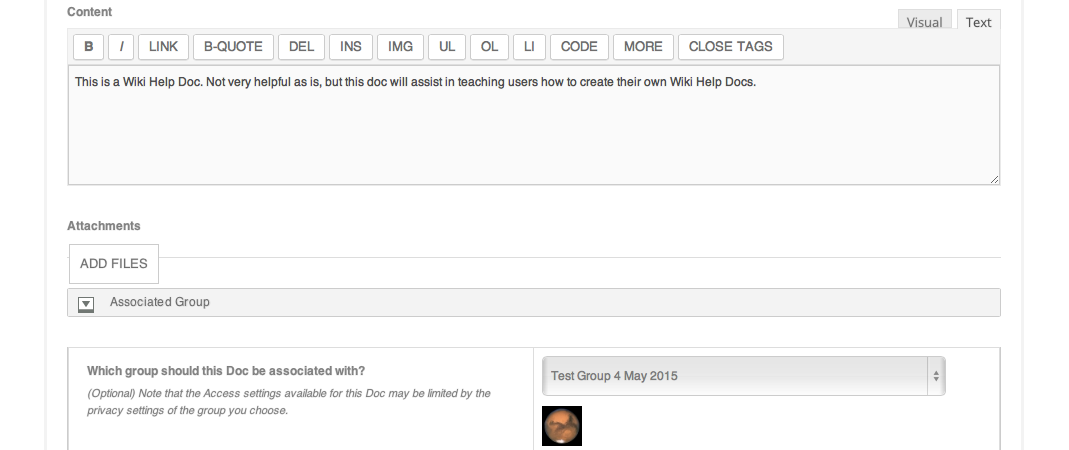 Content
Visual Text
B I LINK B-QUOTE DEL INS IMG UL OL LI CODE MORE CLOSE TAGS
This is a Wiki Help Doc. Not very helpful as is, but this doc will assist in teaching users how to create their own Wiki Help Docs.
Attachments
ADD FILES
Associated Group
Which group should this Doc be associated with?
(Optional) Note that the Access settings available for this Doc may be limited by the
privacy settings of the group you choose.
Test Group 4 May 2015